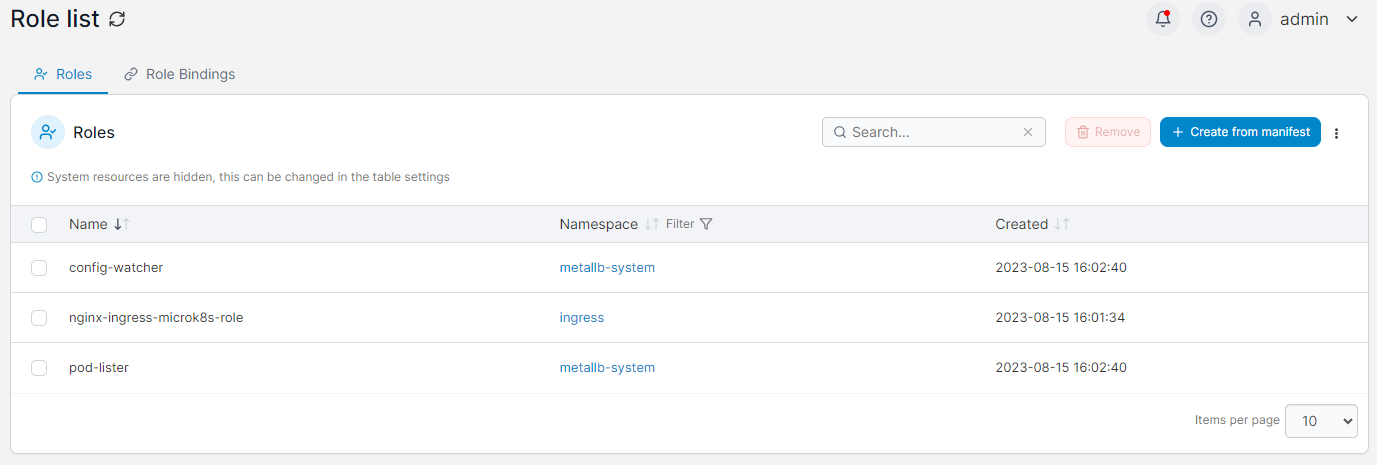 Role list
admin
Roles
Role Bindings
Roles
Search...
Remove
Create from manifest
System resources are hidden, this can be changed in the table settings
Name Namespace Filter Created
config-watcher metallb-system 2023-08-15 16:02:40
nginx-ingress-microk8s-role ingress 2023-08-15 16:01:34
pod-lister metallb-system 2023-08-15 16:02:40
Items per page 10